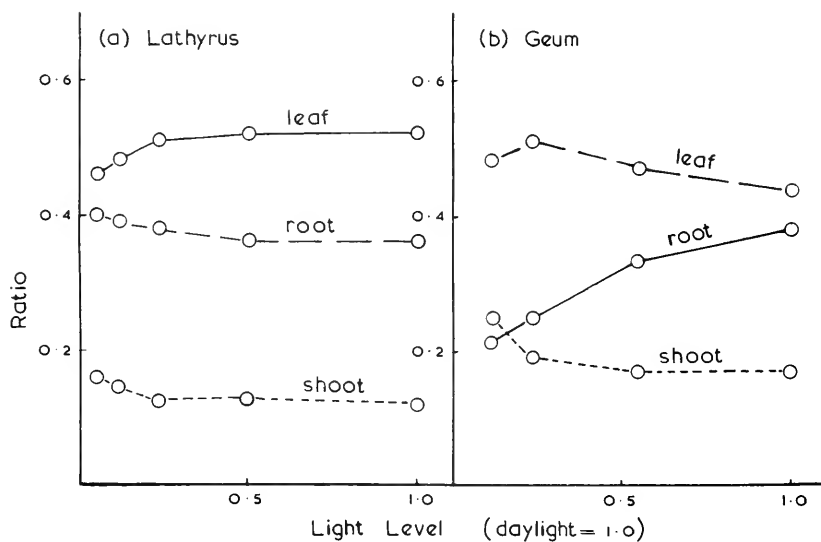 (a) Lathyrus
(b) Geum
0.6
0.4
0.2
Ratio
leaf
root
shoot
0.6
0.4
0.2
leaf
root
shoot
0.5
1.0
0.5
1.0
Light Level (daylight = 1.0)